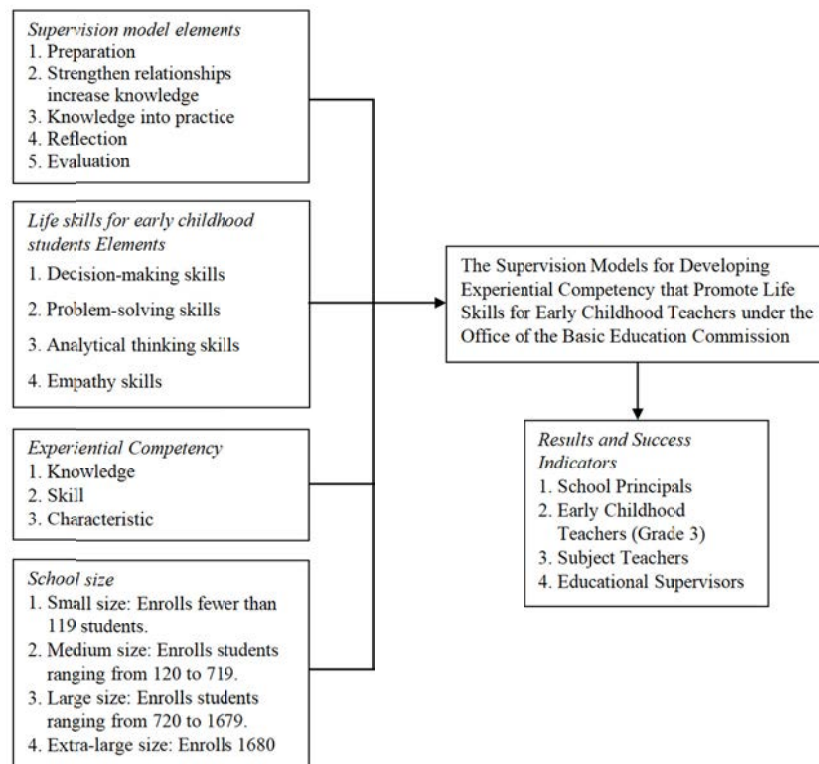 Supervision model elements
1. Preparation
2. Strengthen relationships
increase knowledge
3. Knowledge into practice
4. Reflection
5. Evaluation
Life skills for early childhood
students Elements
1. Decision-making skills
2. Problem-solving skills
3. Analytical thinking skills
4. Empathy skills
Experiential Competency
1. Knowledge
2. Skill
3. Characteristic
School size
1. Small size: Enrolls fewer than
119 students.
2. Medium size: Enrolls students
ranging from 120 to 719.
3. Large size: Enrolls students
ranging from 720 to 1679.
4. Extra-large size: Enrolls 1680
The Supervision Models for Developing
Experiential Competency that Promote Life
Skills for Early Childhood Teachers under the
Office of the Basic Education Commission
Results and Success
Indicators
1. School Principals
2. Early Childhood
Teachers (Grade 3)
3. Subject Teachers
4. Educational Supervisors